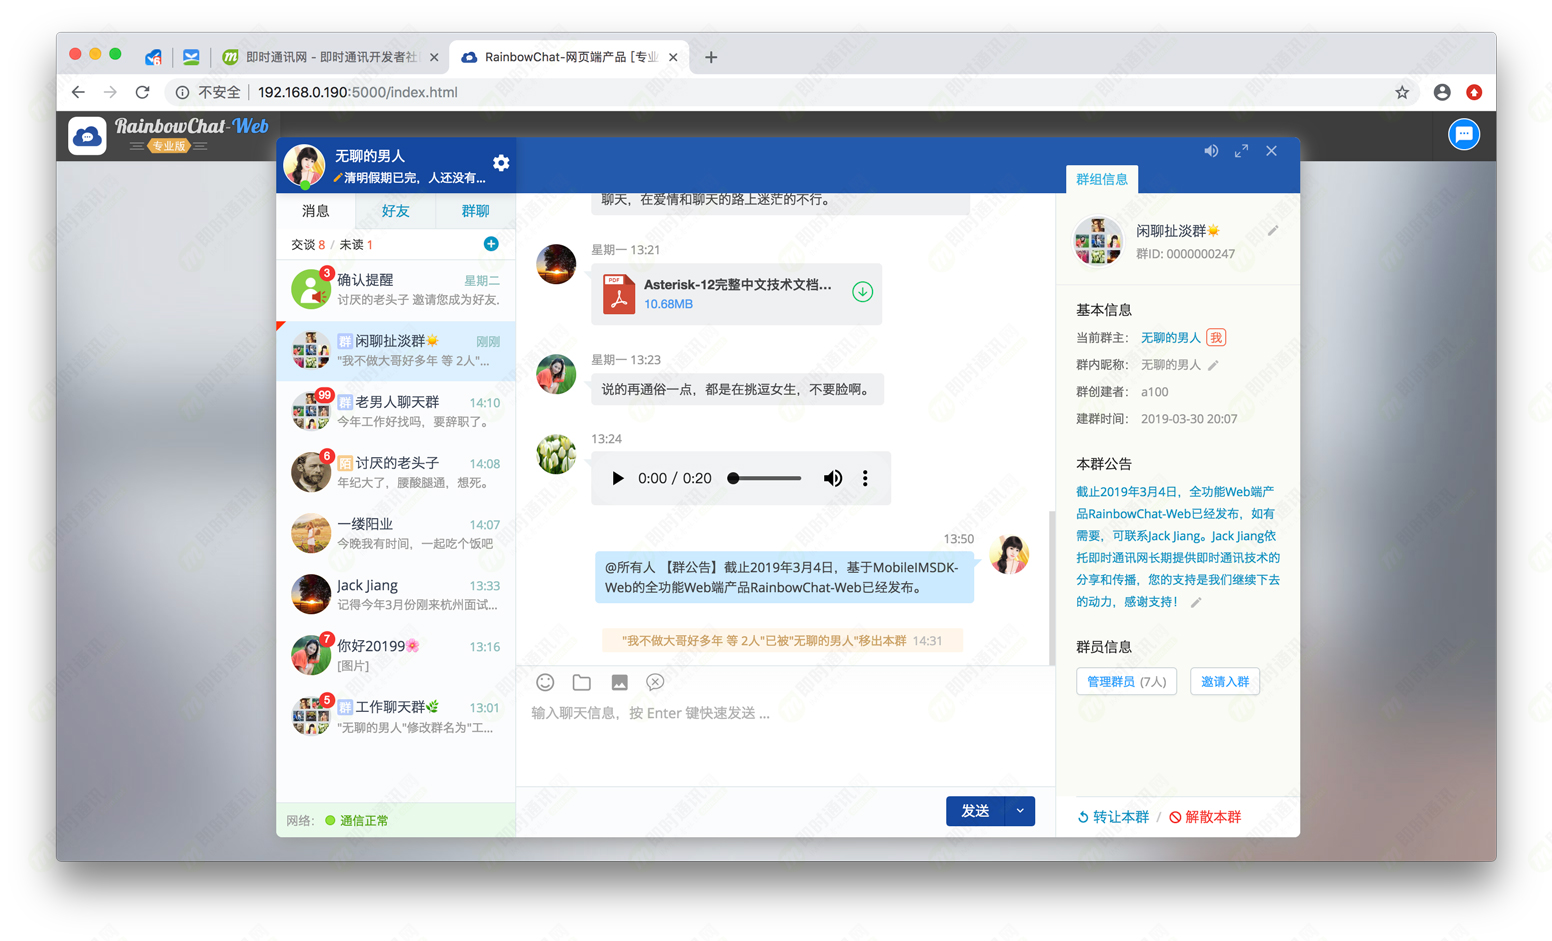 即时通讯网 - 即时通讯开发者社
RainbowChat-网页端产品 [专业
不安全
192.168.0.190:5000/index.html
RainbowChat-Web
专业版
无聊的男人
清明假期已完，人还没有...
消息
好友
群聊
交谈 8 / 未读 1
3
确认提醒
星期二
讨厌的老头子 邀请您成为好友.
群 闲聊扯淡群
刚刚
"我不做大哥好多年 等 2人"...
99
群 老男人聊天群
14:10
今年工作好找吗，要辞职了。
6
陌 讨厌的老头子
14:08
年纪大了，腰酸腿通，想死。
一缕阳业
14:07
今晚我有时间，一起吃个饭吧
Jack Jiang
13:33
记得今年3月份刚来杭州面试...
7
你好20199
13:16
[图片]
5
群 工作聊天群
13:01
"无聊的男人"修改群名为"工...
网络： 通信正常
聊天，在爱情和聊天的路上迷茫的不行。
星期一 13:21
PDF
Asterisk-12完整中文技术文档...
10.68MB
星期一 13:23
说的再通俗一点，都是在挑逗女生，不要脸啊。
13:24
0:00 / 0:20
13:50
@所有人 【群公告】截止2019年3月4日，基于MobileIMSDK-
Web的全功能Web端产品RainbowChat-Web已经发布。
"我不做大哥好多年 等 2人"已被"无聊的男人"移出本群 14:31
输入聊天信息，按 Enter 键快速发送 ...
发送
群组信息
闲聊扯淡群
群ID: 0000000247
基本信息
当前群主： 无聊的男人 我
群内昵称： 无聊的男人
群创建者： a100
建群时间： 2019-03-30 20:07
本群公告
截止2019年3月4日，全功能Web端产
品RainbowChat-Web已经发布，如有
需要，可联系Jack Jiang。Jack Jiang依
托即时通讯网长期提供即时通讯技术的
分享和传播，您的支持是我们继续下去
的动力，感谢支持！
群员信息
管理群员 (7人)
邀请入群
转让本群 / 解散本群